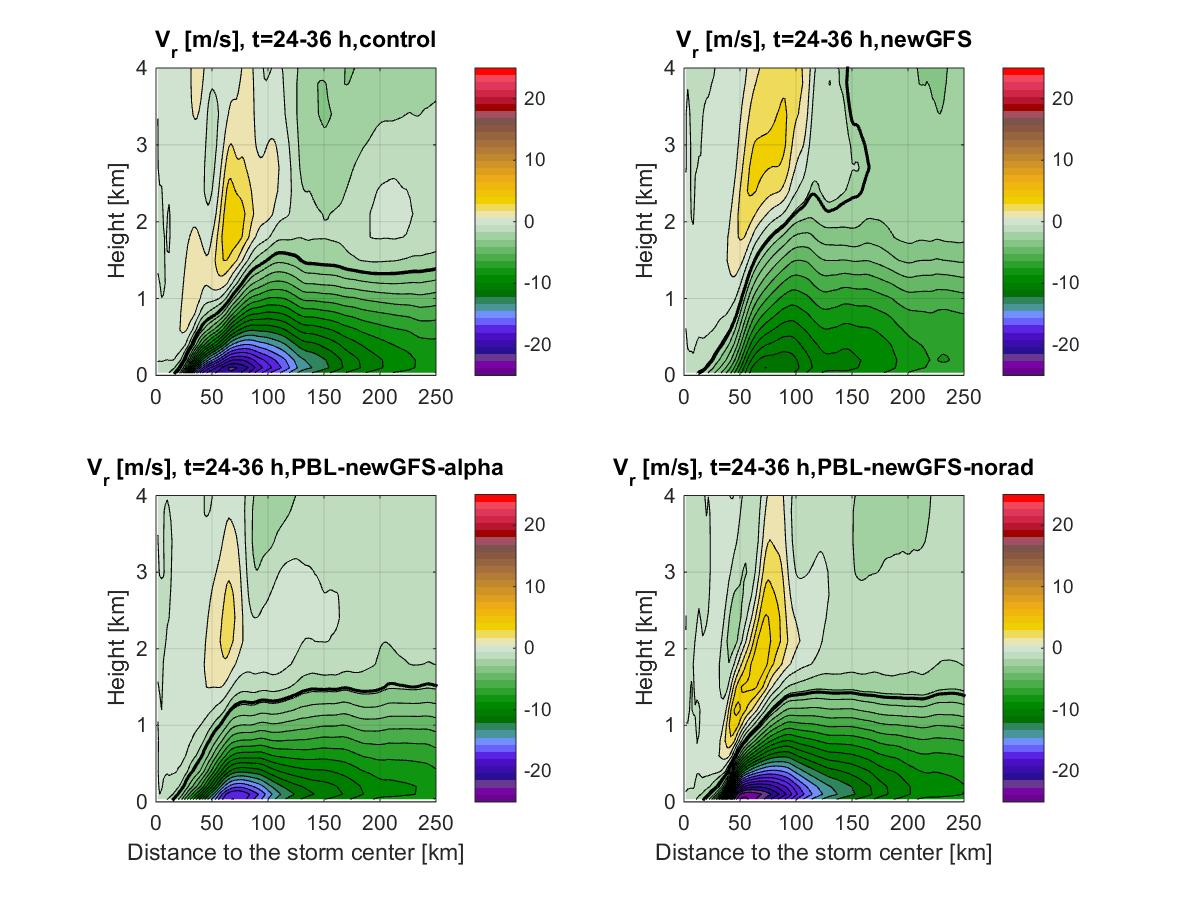 V_r [m/s], t=24-36 h,control
4
3
2
1
0
Height [km]
0 50 100 150 200 250
20
10
0
-10
-20
V_r [m/s], t=24-36 h,newGFS
4
3
2
1
0
Height [km]
0 50 100 150 200 250
20
10
0
-10
-20
V_r [m/s], t=24-36 h,PBL-newGFS-alpha
4
3
2
1
0
Height [km]
0 50 100 150 200 250
Distance to the storm center [km]
20
10
0
-10
-20
V_r [m/s], t=24-36 h,PBL-newGFS-norad
4
3
2
1
0
Height [km]
0 50 100 150 200 250
Distance to the storm center [km]
20
10
0
-10
-20